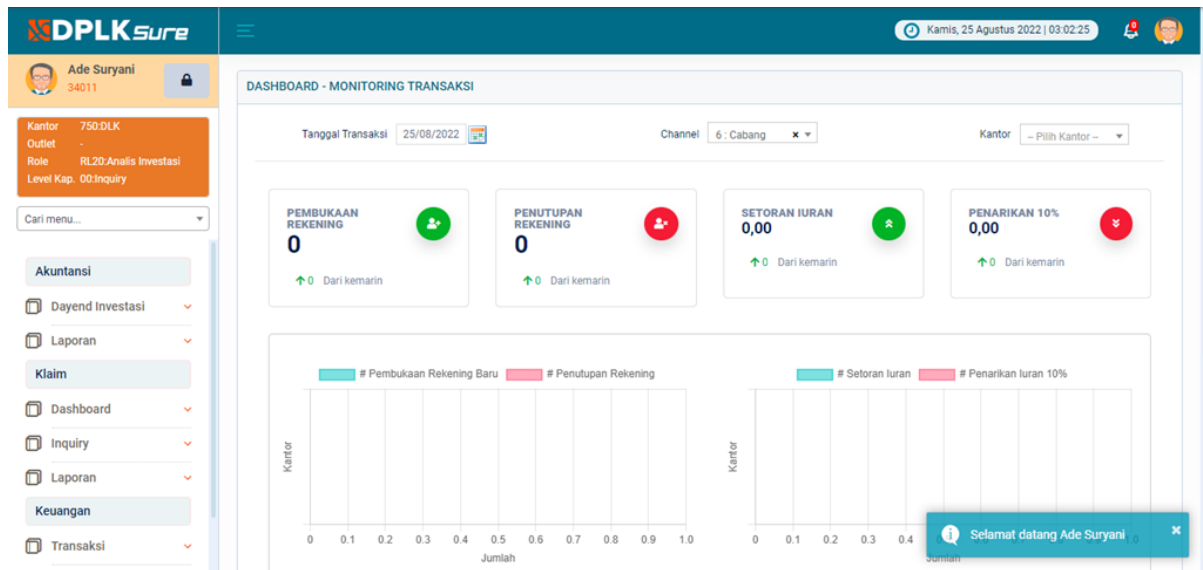 DPLKSure
Kamis, 25 Agustus 2022 | 03:02:25
Ade Suryani
34011
Kantor 750:DLK
Outlet -
Role RL20:Analis Investasi
Level Kap. 00:Inquiry
Cari menu...
Akuntansi
Dayend Investasi
Laporan
Klaim
Dashboard
Inquiry
Laporan
Keuangan
Transaksi
DASHBOARD - MONITORING TRANSAKSI
Tanggal Transaksi 25/08/2022 Channel 6 : Cabang x Kantor -- Pilih Kantor --
PEMBUKAAN
REKENING
0
0 Dari kemarin
PENUTUPAN
REKENING
0
0 Dari kemarin
SETORAN IURAN
0,00
0 Dari kemarin
PENARIKAN 10%
0,00
0 Dari kemarin
# Pembukaan Rekening Baru # Penutupan Rekening
Kantor
0 0.1 0.2 0.3 0.4 0.5 0.6 0.7 0.8 0.9 1.0
Jumlah
# Setoran Iuran # Penarikan Iuran 10%
Kantor
0 0.1 0.2 0.3 0.4
Jumlah
Selamat datang Ade Suryani ×